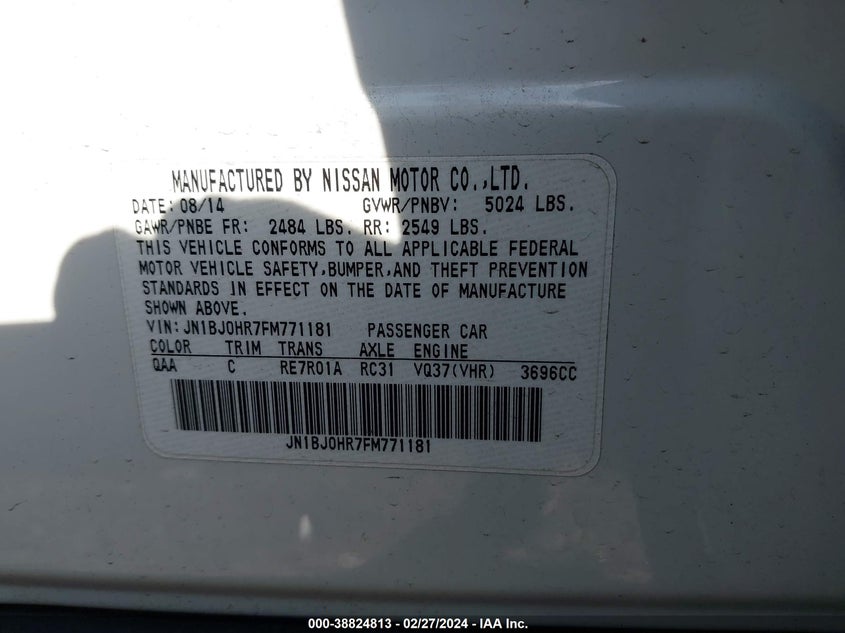 MANUFACTURED BY NISSAN MOTOR CO.,LTD.
DATE: 08/14 GVWR/PNBV: 5024 LBS.
GAWR/PNBE FR: 2484 LBS. RR: 2549 LBS.
THIS VEHICLE CONFORMS TO ALL APPLICABLE FEDERAL
MOTOR VEHICLE SAFETY,BUMPER,AND THEFT PREVENTION
STANDARDS IN EFFECT ON THE DATE OF MANUFACTURE
SHOWN ABOVE.
VIN:JN1BJ0HR7FM771181 PASSENGER CAR
COLOR TRIM TRANS AXLE ENGINE
QAA C RE7R01A RC31 VQ37(VHR) 3696CC
JN1BJ0HR7FM771181
000-38824813 - 02/27/2024 - IAA Inc.